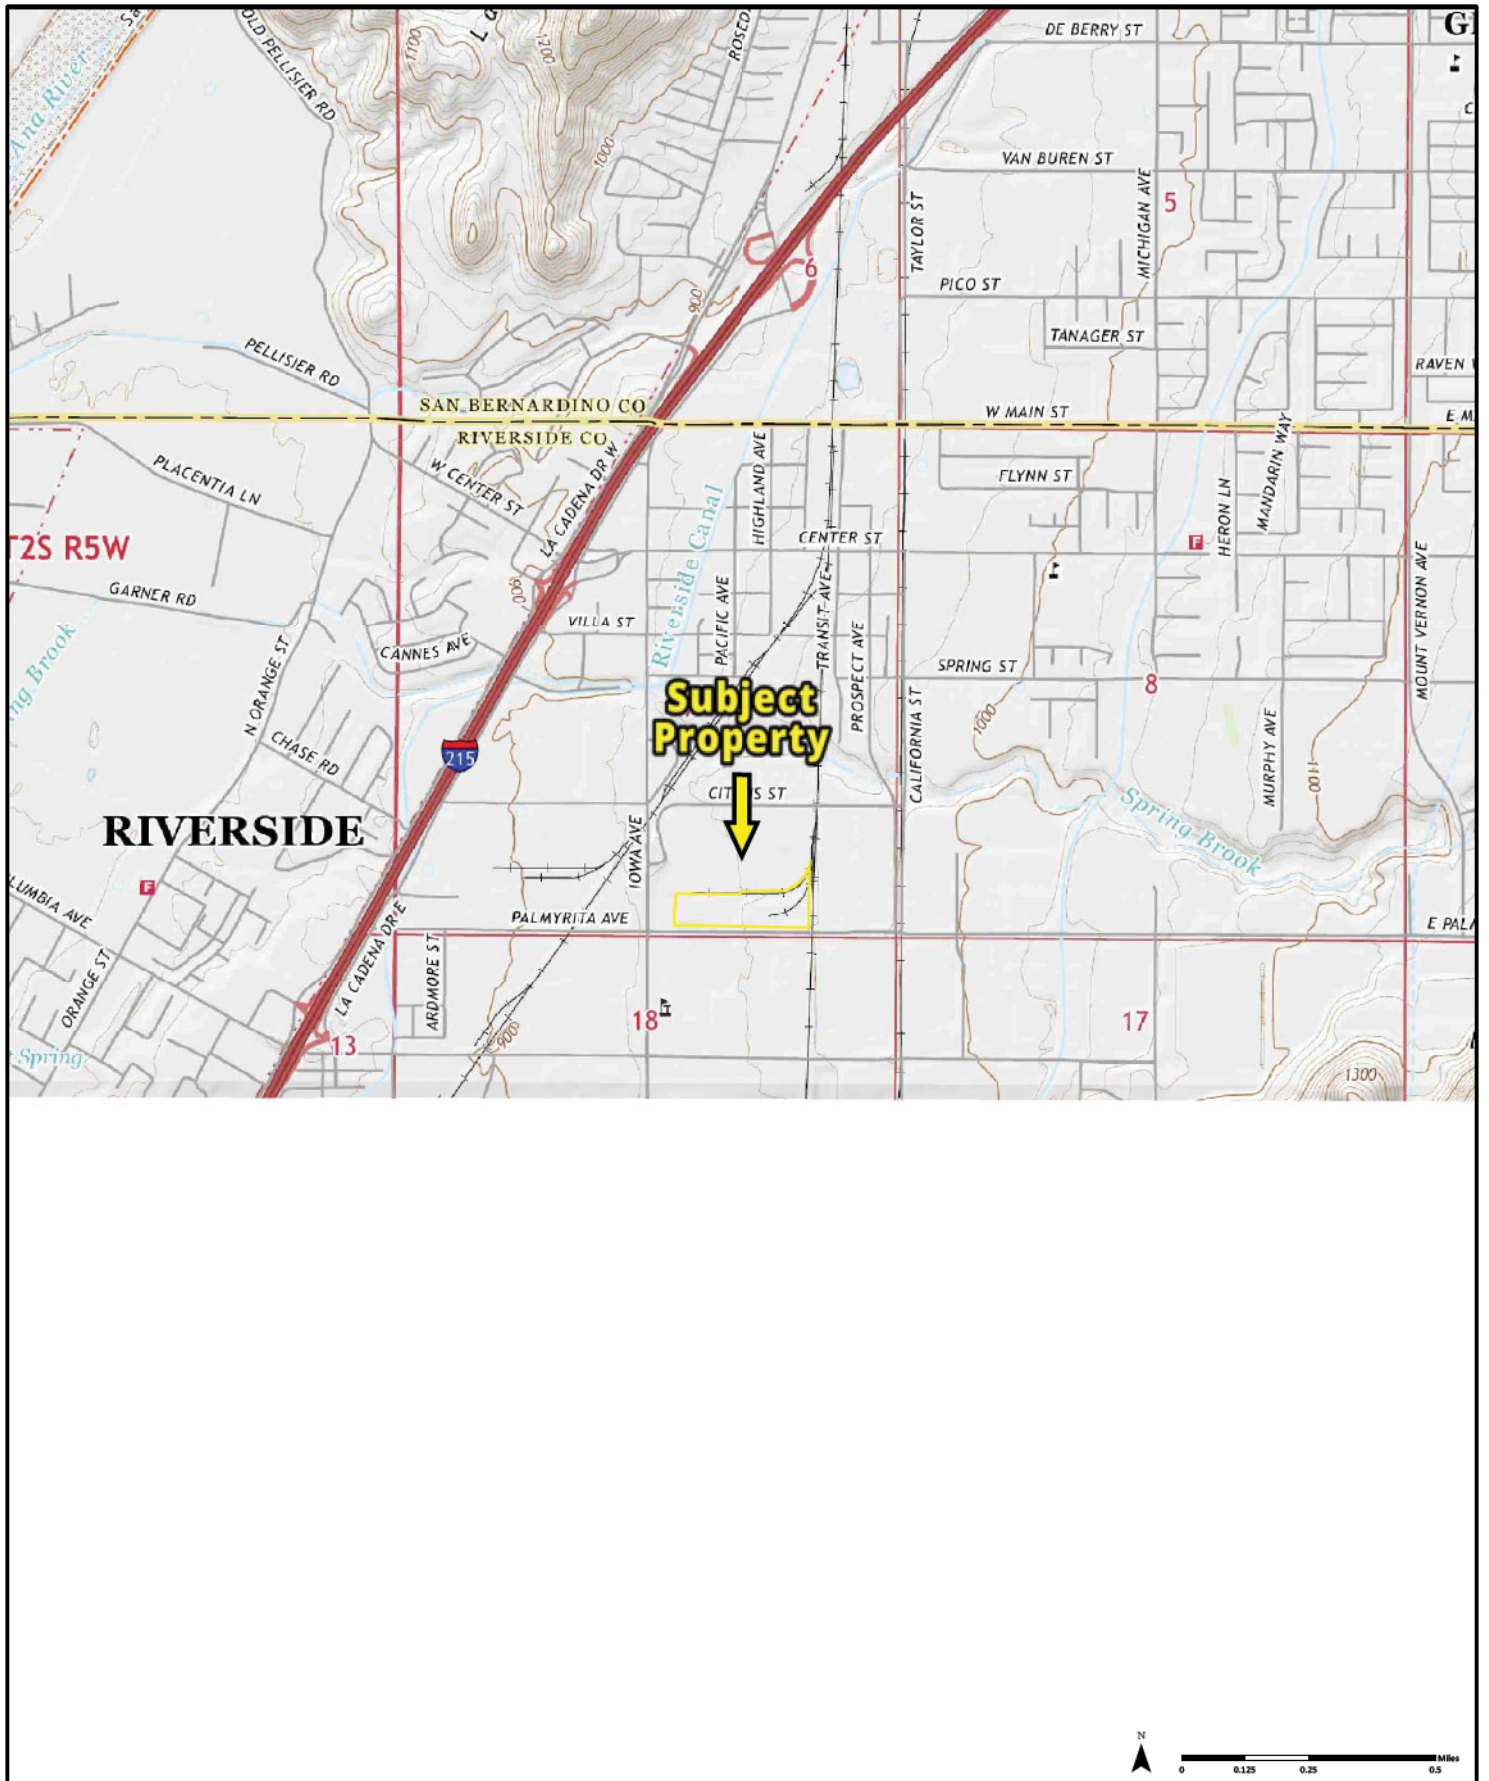 DE BERRY ST
OLD PELLISIER RD
1100
1200
Ana River
1000
VAN BUREN ST
TAYLOR ST
MICHIGAN AVE
5
6
PICO ST
900
TANAGER ST
PELLISIER RD
RAVEN
SAN BERNARDINO CO
W MAIN ST
RIVERSIDE CO
PLACENTIA LN
W CENTER ST
LA CADENA DR W
HIGHLAND AVE
FLYNN ST
MANDARIN WAY
HERON LN
Riverside Canal
T2S R5W
CENTER ST
F
GARNER RD
900
VILLA ST
PACIFIC AVE
TRANSIT AVE
PROSPECT AVE
MOUNT VERNON AVE
CANNES AVE
N ORANGE ST
SPRING ST
8
Subject
Property
CALIFORNIA ST
1000
MURPHY AVE
1100
CHASE RD
215
Spring Brook
RIVERSIDE
IOWA AVE
F
PALMYRITA AVE
LA CADENA DR E
ARDMORE ST
ORANGE ST
18
17
13
900
Spring
1300
N
Miles
0
0.125
0.25
0.5